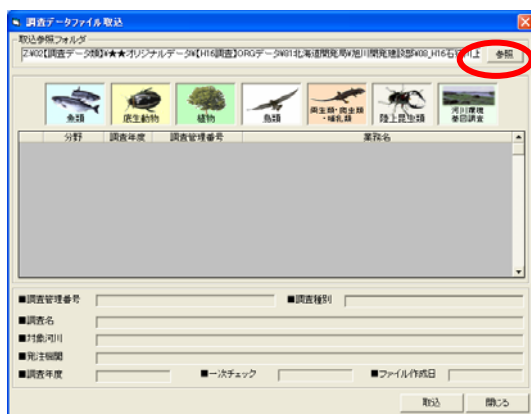 調査データファイル取込
取込参照フォルダ
Z:¥02【調査データ類】¥★★オリジナルデータ¥【H16調査】ORGデータ¥81北海道開発局¥旭川開発建設部¥08_H16石狩川上
参照
魚類
底生動物
植物
鳥類
両生類・爬虫類・哺乳類
陸上昆虫類
河川環境基図調査
分野 調査年度 調査管理番号 業務名
■調査管理番号 ■調査種別
■調査名
■対象河川
■発注機関
■調査年度 ■一次チェック ■ファイル作成日
取込 閉じる